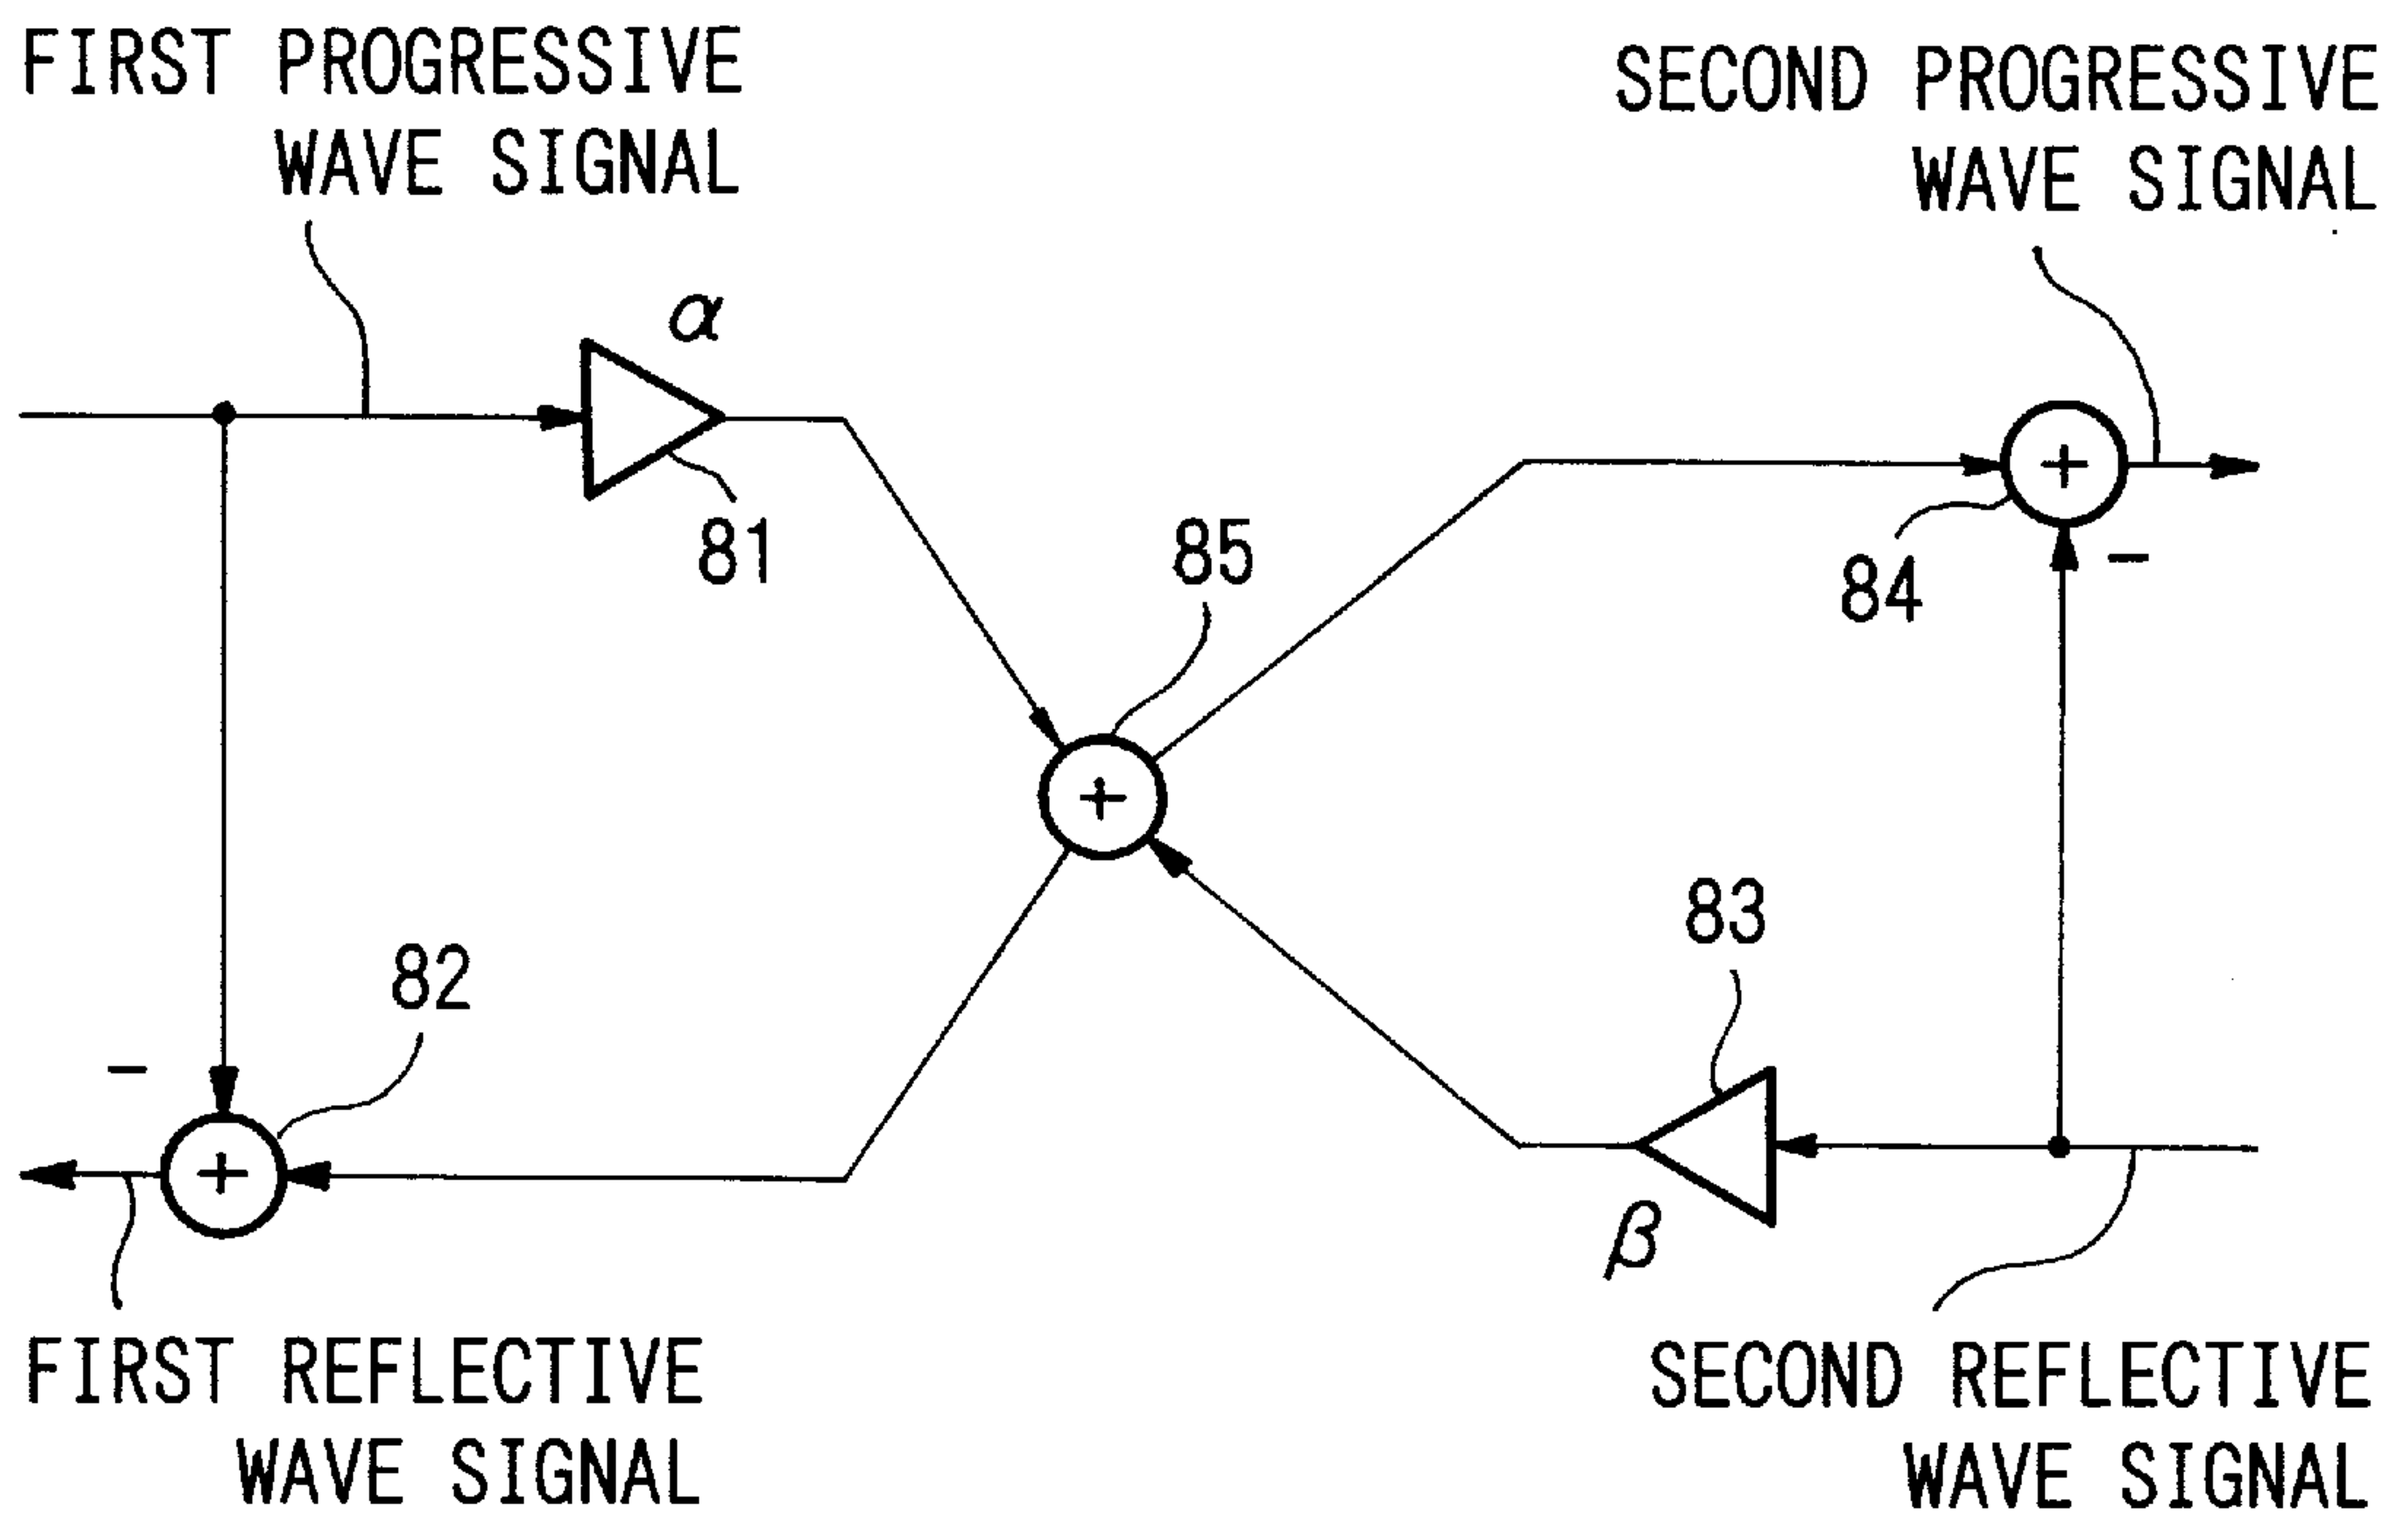 FIRST PROGRESSIVE
WAVE SIGNAL
SECOND PROGRESSIVE
WAVE SIGNAL
α
81
85
84
−
+
+
83
82
−
+
β
FIRST REFLECTIVE
WAVE SIGNAL
SECOND REFLECTIVE
WAVE SIGNAL